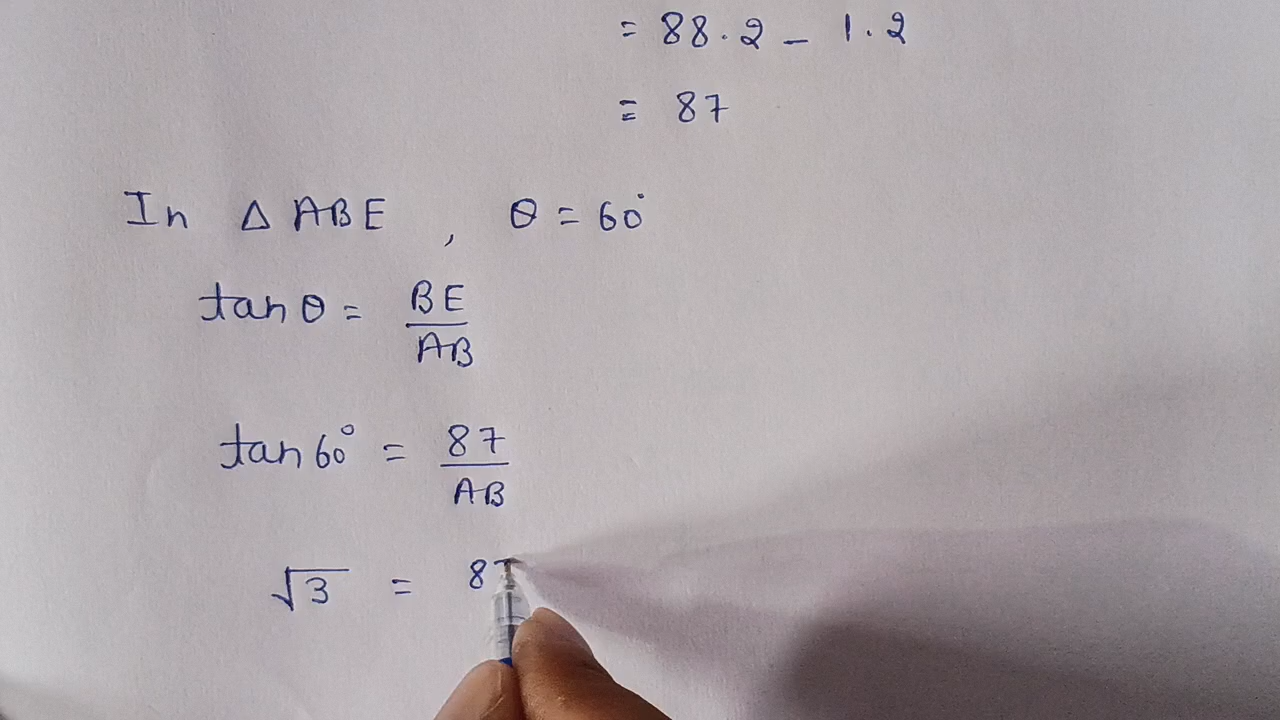 = 88.2 - 1.2
= 87
In △ ABE, θ = 60°
tan θ = BE/AB
tan 60° = 87/AB
√3 = 87